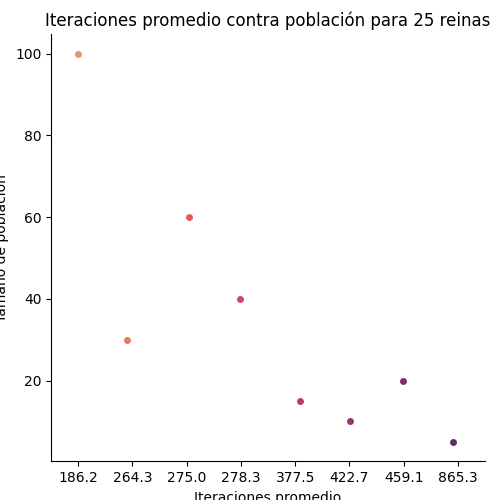 Iteraciones promedio contra población para 25 reinas
100
80
60
40
20
Tamaño de población
186.2 264.3 275.0 278.3 377.5 422.7 459.1 865.3
Iteraciones promedio